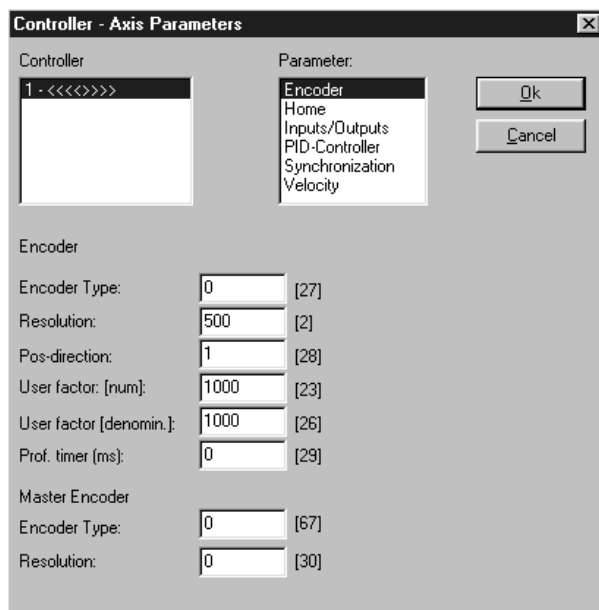 Controller - Axis Parameters
Controller
Parameter:
1 - <<<<>>>>
Encoder
Home
Inputs/Outputs
PID-Controller
Synchronization
Velocity
Ok
Cancel
Encoder
Encoder Type: 0 [27]
Resolution: 500 [2]
Pos-direction: 1 [28]
User factor: [num]: 1000 [23]
User factor [denomin.]: 1000 [26]
Prof. timer (ms): 0 [29]
Master Encoder
Encoder Type: 0 [67]
Resolution: 0 [30]